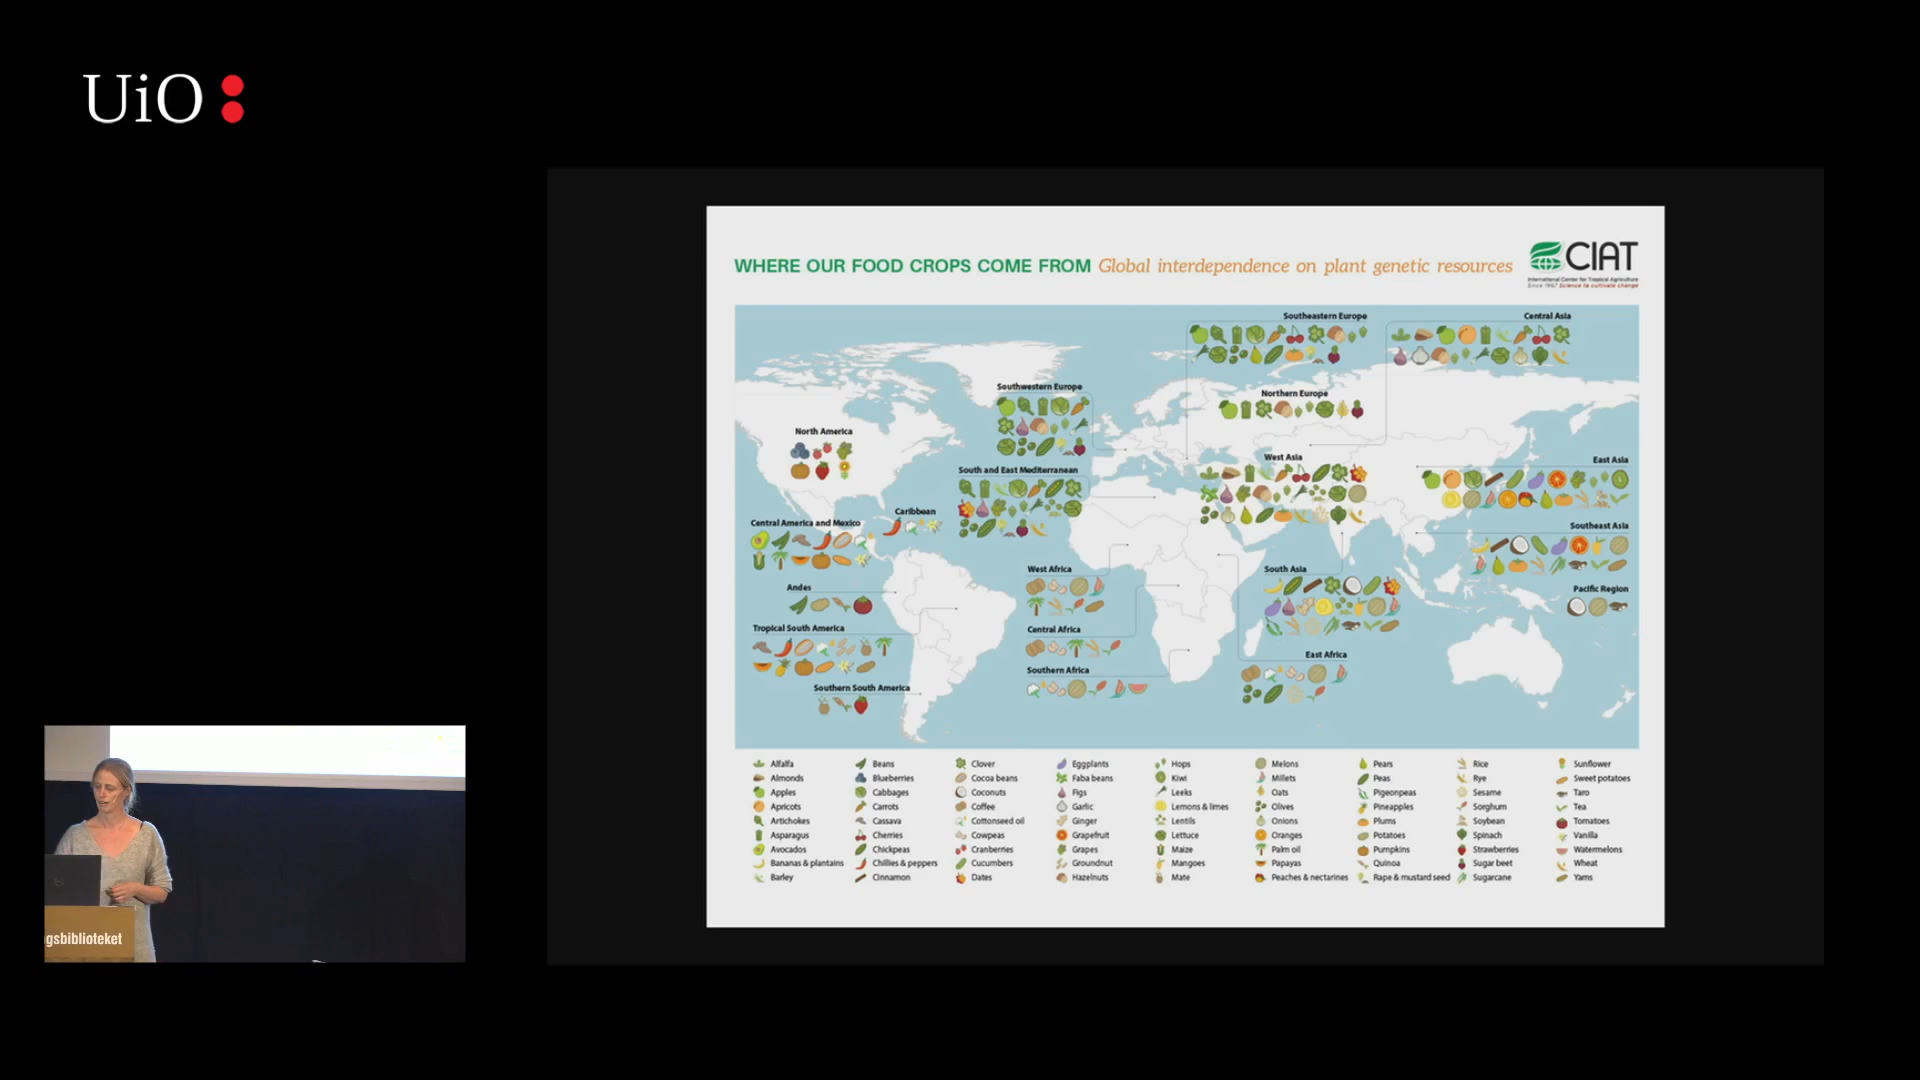 UiO
WHERE OUR FOOD CROPS COME FROM Global interdependence on plant genetic resources
CIAT
International Center for Tropical Agriculture
Since 1967 Science to cultivate change
Southeastern Europe
Central Asia
Southwestern Europe
Northern Europe
North America
West Asia
East Asia
South and East Mediterranean
Caribbean
Central America and Mexico
Southeast Asia
West Africa
South Asia
Andes
Pacific Region
Tropical South America
Central Africa
East Africa
Southern Africa
Southern South America
Alfalfa
Almonds
Apples
Apricots
Artichokes
Asparagus
Avocados
Bananas & plantains
Barley
Beans
Blueberries
Cabbages
Carrots
Cassava
Cherries
Chickpeas
Chillies & peppers
Cinnamon
Clover
Cocoa beans
Coconuts
Coffee
Cottonseed oil
Cowpeas
Cranberries
Cucumbers
Dates
Eggplants
Faba beans
Figs
Garlic
Ginger
Grapefruit
Grapes
Groundnut
Hazelnuts
Hops
Kiwi
Leeks
Lemons & limes
Lentils
Lettuce
Maize
Mangoes
Mate
Melons
Millets
Oats
Olives
Onions
Oranges
Palm oil
Papayas
Peaches & nectarines
Pears
Peas
Pigeonpeas
Pineapples
Plums
Potatoes
Pumpkins
Quinoa
Rape & mustard seed
Rice
Rye
Sesame
Sorghum
Soybean
Spinach
Strawberries
Sugar beet
Sugarcane
Sunflower
Sweet potatoes
Taro
Tea
Tomatoes
Vanilla
Watermelons
Wheat
Yams
gsbiblioteket